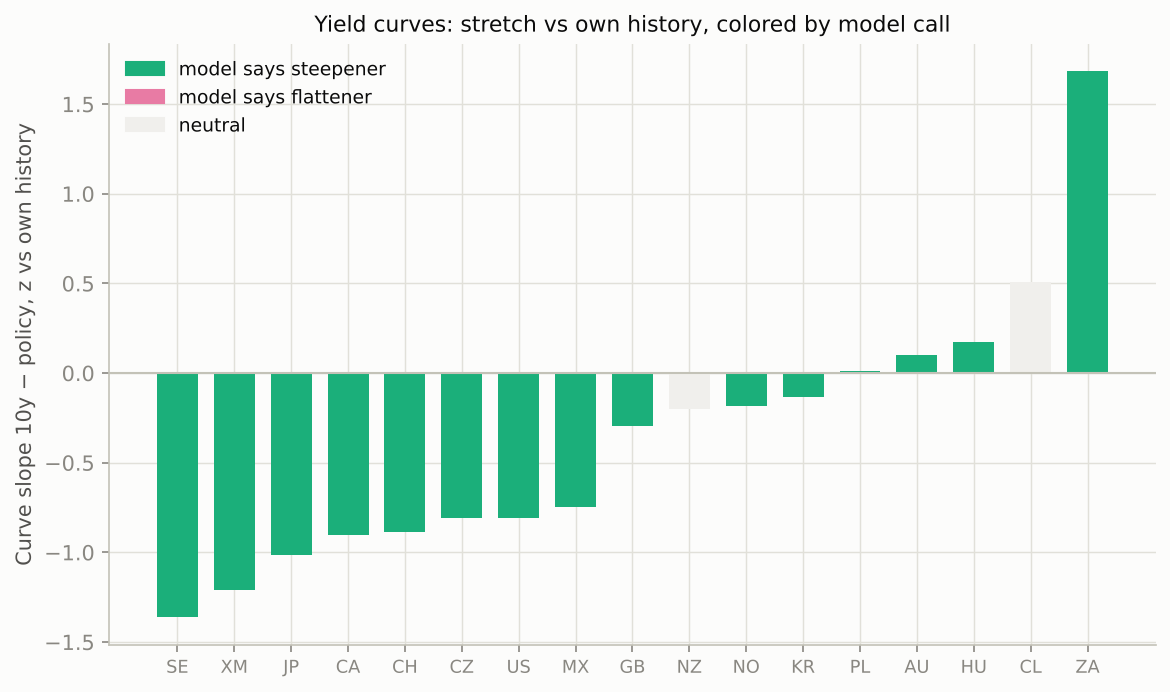 Yield curves: stretch vs own history, colored by model call
model says steepener
model says flattener
neutral
Curve slope 10y − policy, z vs own history
1.5
1.0
0.5
0.0
−0.5
−1.0
−1.5
SE XM JP CA CH CZ US MX GB NZ NO KR PL AU HU CL ZA